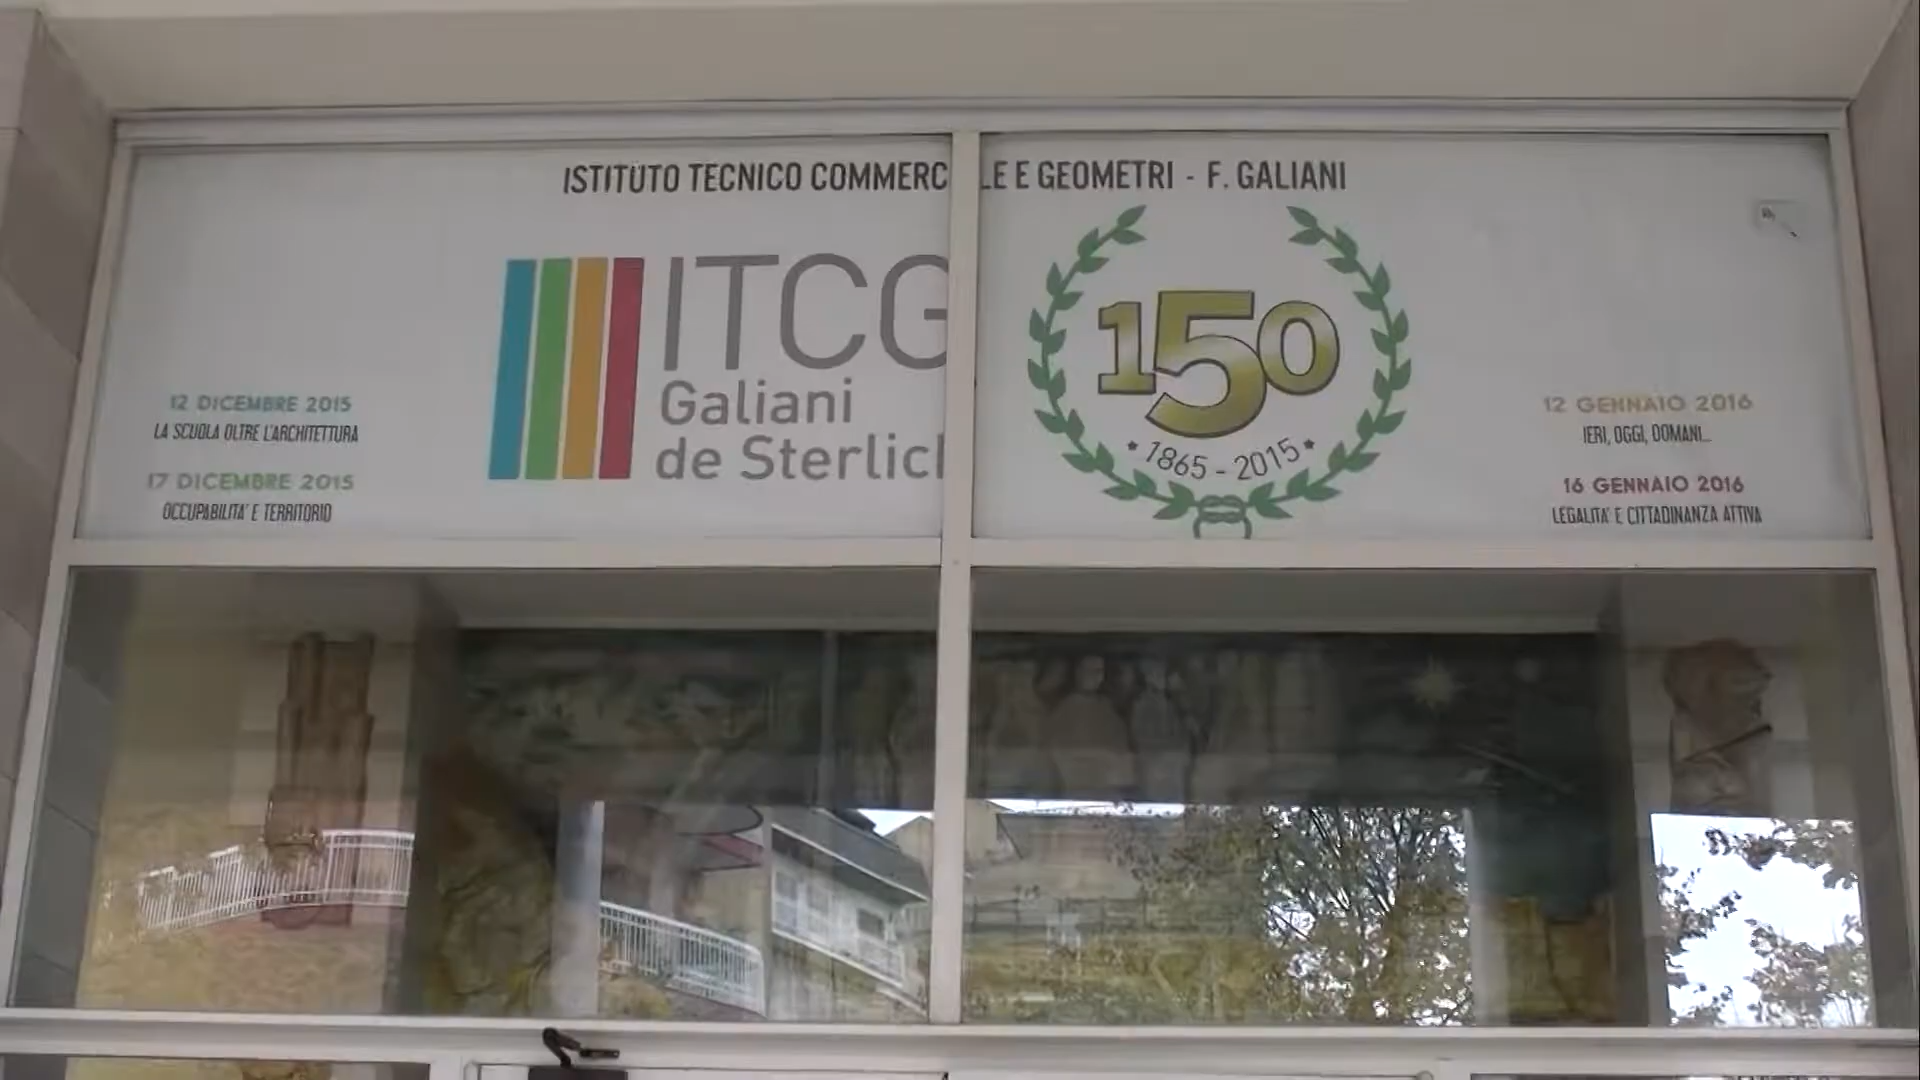 ISTITUTO TECNICO COMMERC LE E GEOMETRI - F. GALIANI
ITCG
Galiani
de Sterlich
150
1865 - 2015
12 DICEMBRE 2015
LA SCUOLA OLTRE L'ARCHITETTURA
17 DICEMBRE 2015
OCCUPABILITA' E TERRITORIO
12 GENNAIO 2016
IERI, OGGI, DOMANI...
16 GENNAIO 2016
LEGALITA' E CITTADINANZA ATTIVA